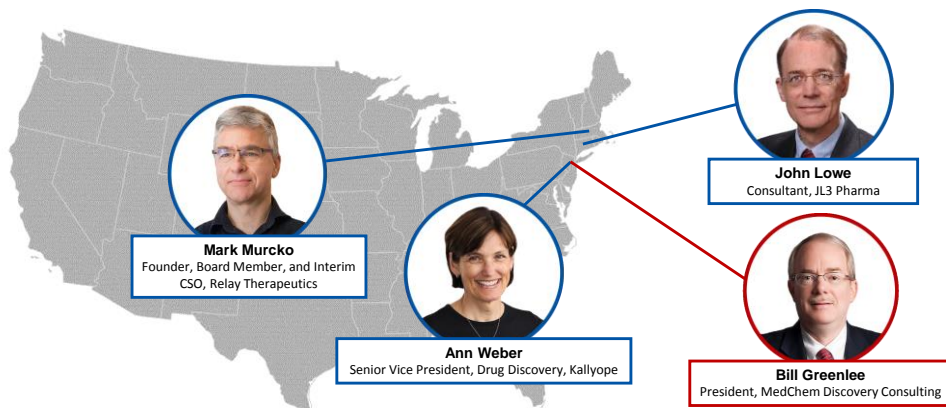 John Lowe
Consultant, JL3 Pharma
Mark Murcko
Founder, Board Member, and Interim
CSO, Relay Therapeutics
Ann Weber
Senior Vice President, Drug Discovery, Kallyope
Bill Greenlee
President, MedChem Discovery Consulting